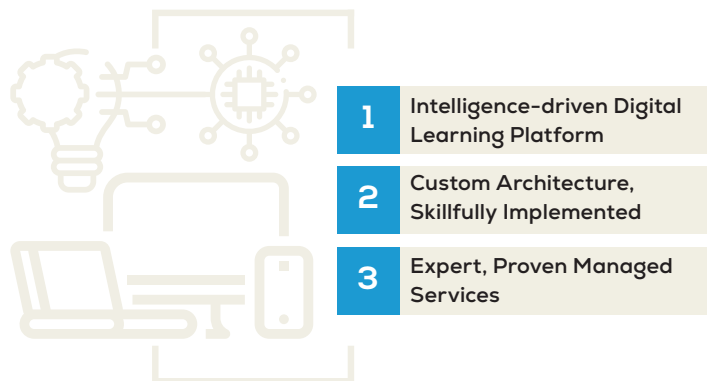 1
Intelligence-driven Digital
Learning Platform
2
Custom Architecture,
Skillfully Implemented
3
Expert, Proven Managed
Services